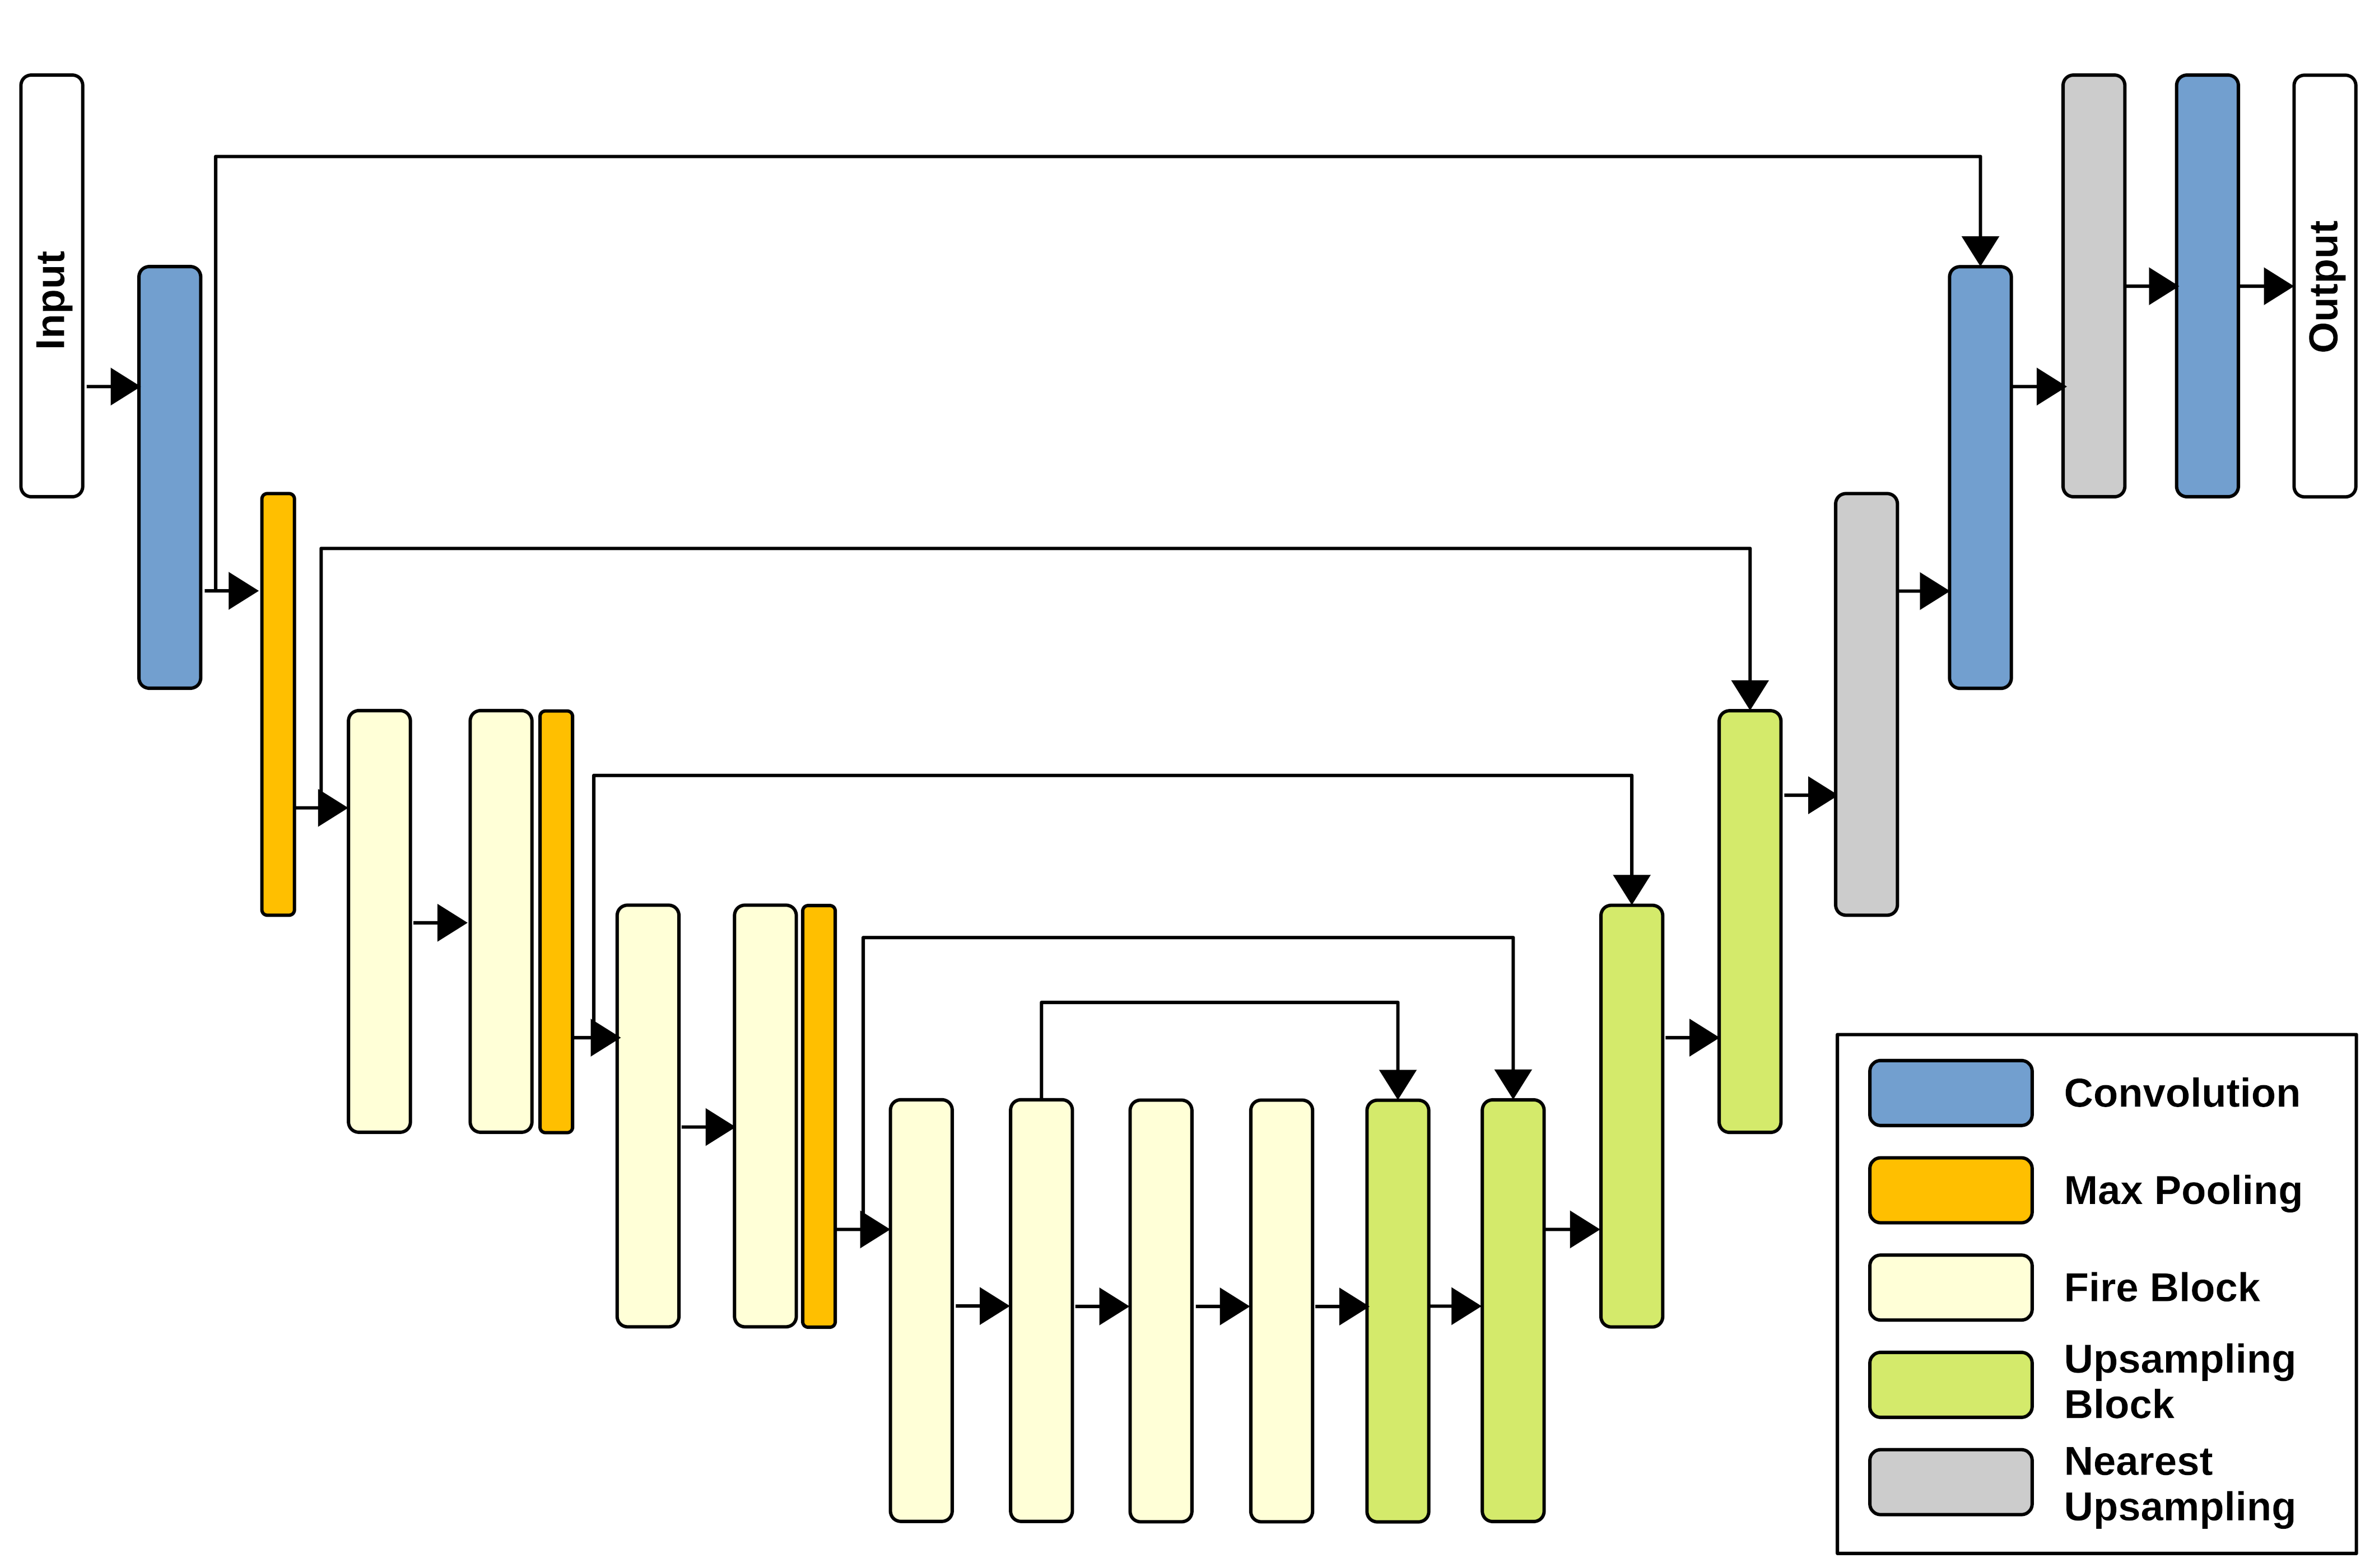 Input
Output
Convolution
Max Pooling
Fire Block
Upsampling
Block
Nearest
Upsampling